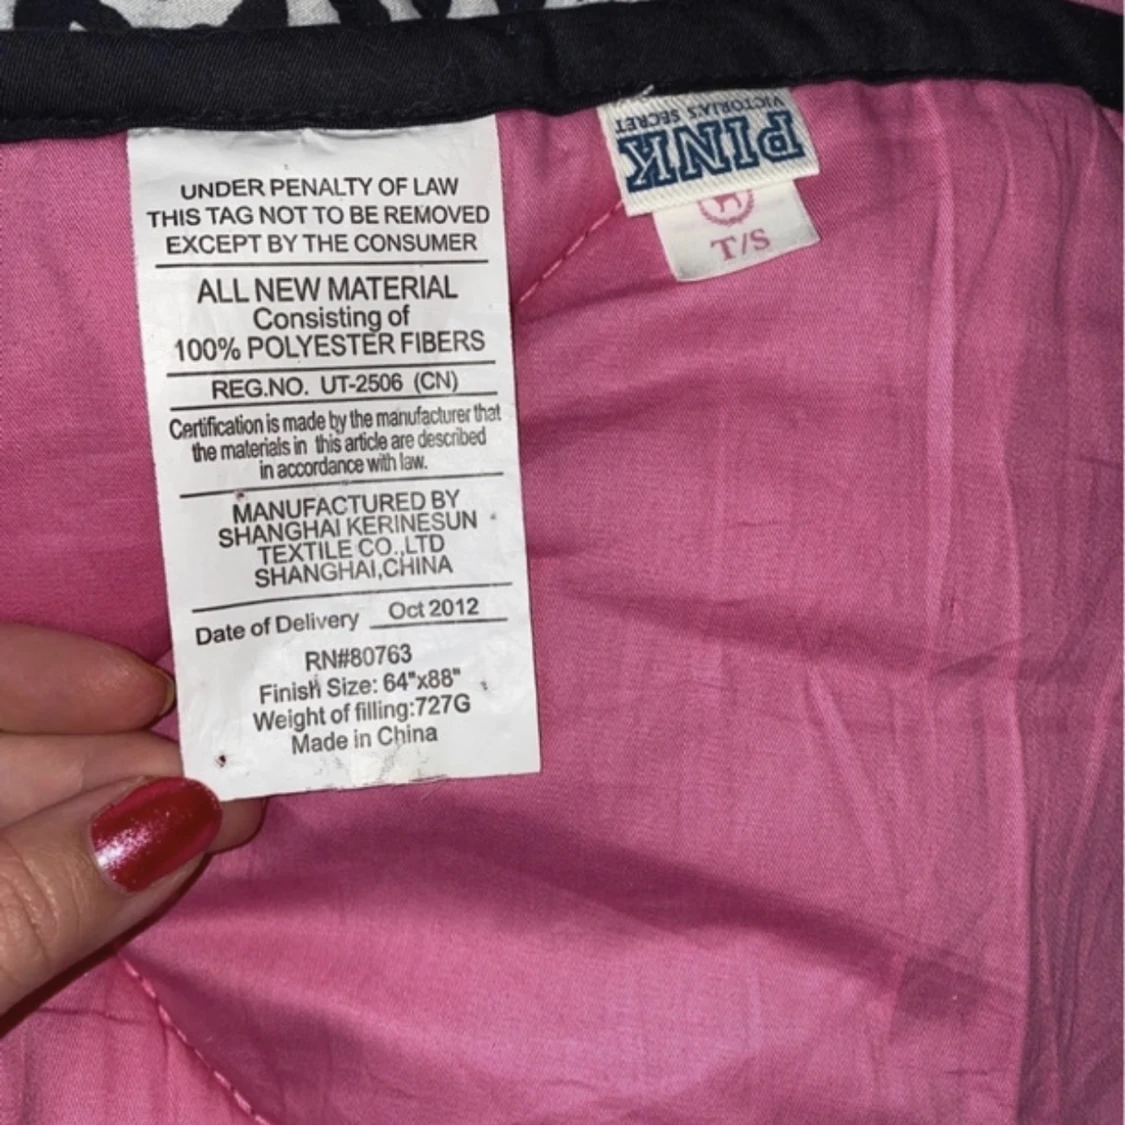 UNDER PENALTY OF LAW
THIS TAG NOT TO BE REMOVED
EXCEPT BY THE CONSUMER
ALL NEW MATERIAL
Consisting of
100% POLYESTER FIBERS
REG.NO. UT-2506 (CN)
Certification is made by the manufacturer that
the materials in this article are described
in accordance with law.
MANUFACTURED BY
SHANGHAI KERINESUN
TEXTILE CO.,LTD
SHANGHAI,CHINA
Date of Delivery Oct 2012
RN#80763
Finish Size: 64"x88"
Weight of filling:727G
Made in China
PINK
VICTORIA'S SECRET
T/S